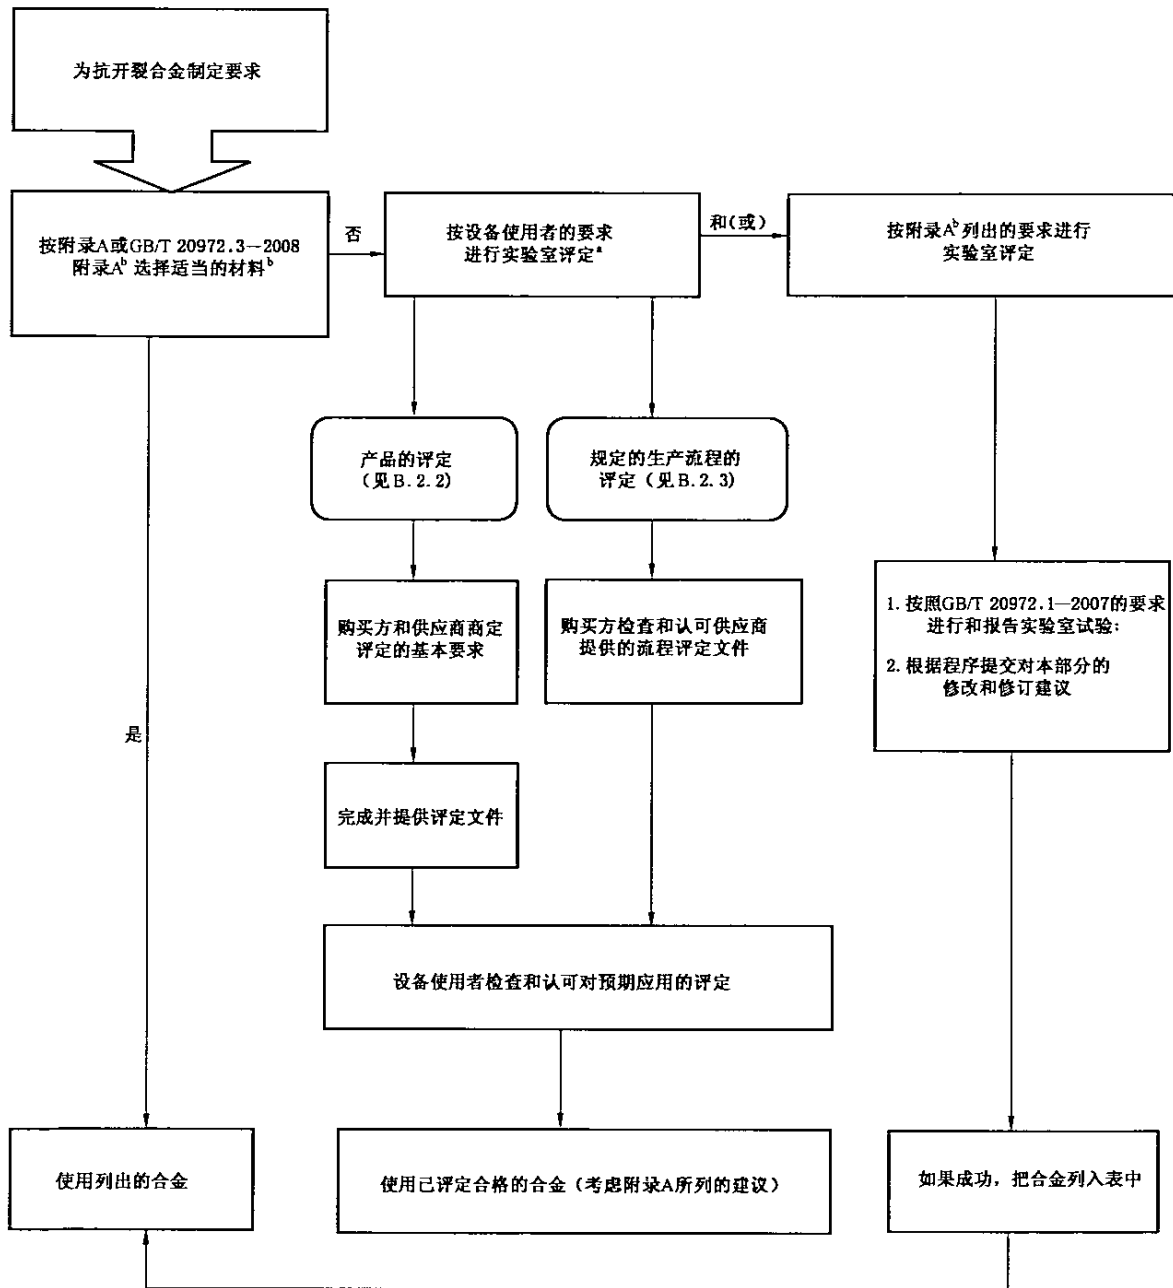 为抗开裂合金制定要求
按附录A或GB/T 20972.3—2008
附录Aᵇ 选择适当的材料ᵇ
否
按设备使用者的要求
进行实验室评定ᵃ
和(或)
按附录Aᵇ列出的要求进行
实验室评定
产品的评定
(见B.2.2)
规定的生产流程的
评定（见B.2.3)
购买方和供应商商定
评定的基本要求
购买方检查和认可供应商
提供的流程评定文件
1. 按照GB/T 20972.1—2007的要求
进行和报告实验室试验；
2. 根据程序提交对本部分的
修改和修订建议
是
完成并提供评定文件
设备使用者检查和认可对预期应用的评定
使用列出的合金
使用已评定合格的合金（考虑附录A所列的建议）
如果成功，把合金列入表中